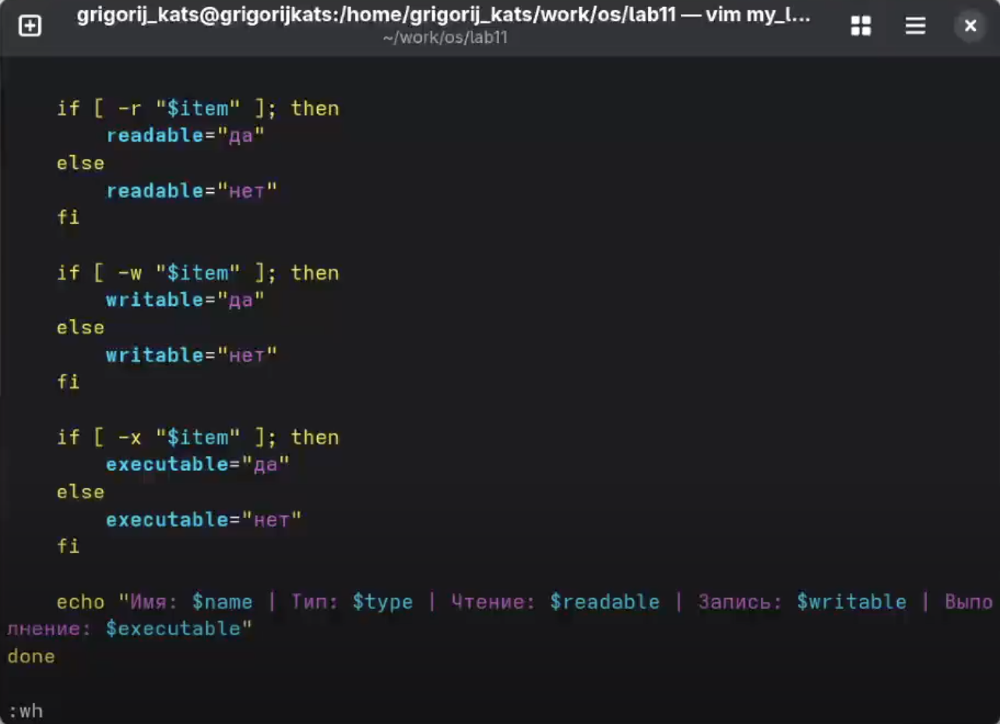 grigorij_kats@grigorijkats:/home/grigorij_kats/work/os/lab11 — vim my_l...
~/work/os/lab11
if [ -r "$item" ]; then
readable="да"
else
readable="нет"
fi
if [ -w "$item" ]; then
writable="да"
else
writable="нет"
fi
if [ -x "$item" ]; then
executable="да"
else
executable="нет"
fi
echo "Имя: $name | Тип: $type | Чтение: $readable | Запись: $writable | Выпо
лнение: $executable"
done
:wh